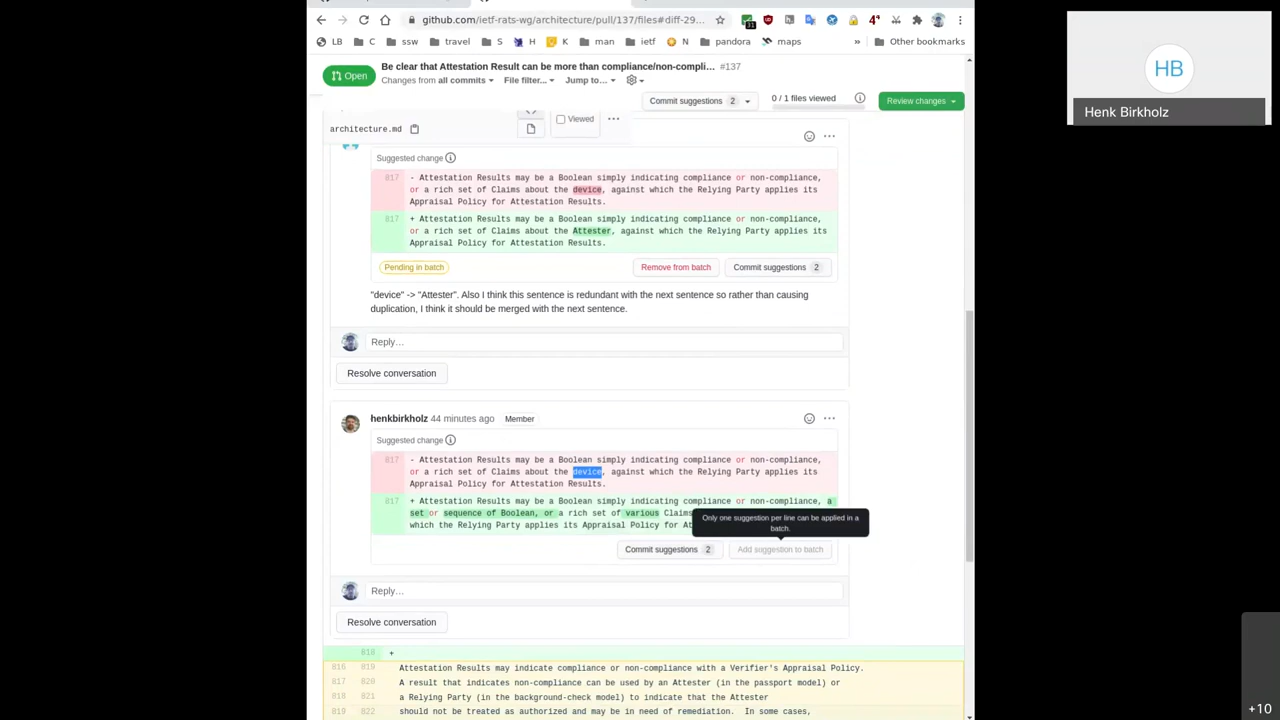 github.com/ietf-rats-wg/architecture/pull/137/files#diff-29...
LB C ssw travel S H K man ietf N pandora maps » Other bookmarks
Open
Be clear that Attestation Result can be more than compliance/non-compli... #137
Changes from all commits File filter... Jump to...
Commit suggestions 2
0 / 1 files viewed
Review changes
architecture.md
Viewed
Suggested change
817 - Attestation Results may be a Boolean simply indicating compliance or non-compliance,
or a rich set of Claims about the device, against which the Relying Party applies its
Appraisal Policy for Attestation Results.
817 + Attestation Results may be a Boolean simply indicating compliance or non-compliance,
or a rich set of Claims about the Attester, against which the Relying Party applies its
Appraisal Policy for Attestation Results.
Pending in batch Remove from batch Commit suggestions 2
"device" -> "Attester". Also I think this sentence is redundant with the next sentence so rather than causing
duplication, I think it should be merged with the next sentence.
Reply...
Resolve conversation
henkbirkholz 44 minutes ago Member
Suggested change
817 - Attestation Results may be a Boolean simply indicating compliance or non-compliance,
or a rich set of Claims about the device, against which the Relying Party applies its
Appraisal Policy for Attestation Results.
817 + Attestation Results may be a Boolean simply indicating compliance or non-compliance, a
set or sequence of Boolean, or a rich set of various Claims
which the Relying Party applies its Appraisal Policy for At
Only one suggestion per line can be applied in a
batch.
Commit suggestions 2 Add suggestion to batch
Reply...
Resolve conversation
818 +
816 819 Attestation Results may indicate compliance or non-compliance with a Verifier's Appraisal Policy.
817 820 A result that indicates non-compliance can be used by an Attester (in the passport model) or
818 821 a Relying Party (in the background-check model) to indicate that the Attester
819 822 should not be treated as authorized and may be in need of remediation. In some cases,
HB
Henk Birkholz
+10